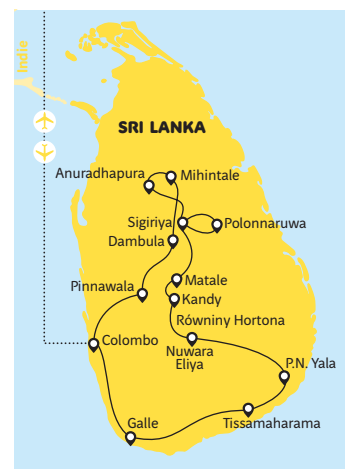 Indie
SRI LANKA
Anuradhapura
Mihintale
Sigiriya
Polonnaruwa
Dambula
Matale
Pinnawala
Kandy
Równiny Hortona
Colombo
Nuwara
Eliya
P.N. Yala
Galle
Tissamaharama